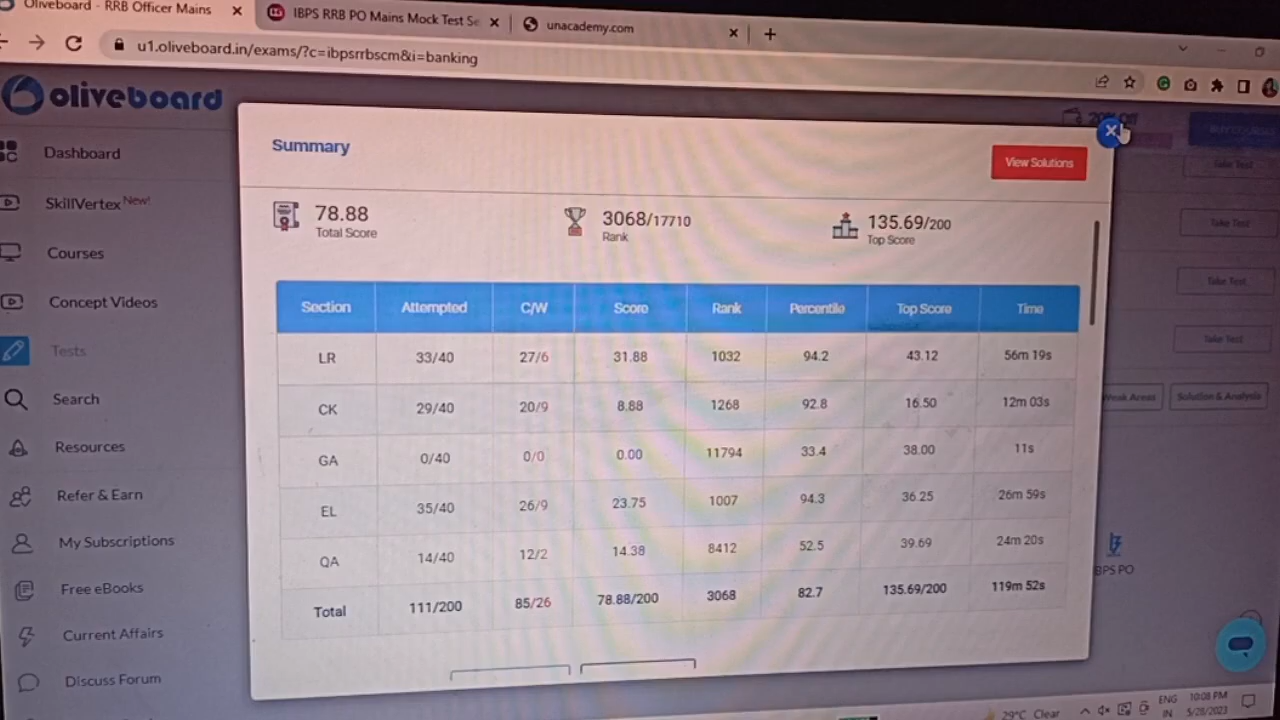 Oliveboard - RRB Officer Mains
IBPS RRB PO Mains Mock Test Se
unacademy.com
u1.oliveboard.in/exams/?c=ibpsrrbscm&i=banking
oliveboard
Dashboard
SkillVertex New!
Courses
Concept Videos
Tests
Search
Resources
Refer & Earn
My Subscriptions
Free eBooks
Current Affairs
Discuss Forum
Summary
View Solutions
78.88
Total Score
3068/17710
Rank
135.69/200
Top Score
Section Attempted C/W Score Rank Percentile Top Score Time
LR 33/40 27/6 31.88 1032 94.2 43.12 56m 19s
CK 29/40 20/9 8.88 1268 92.8 16.50 12m 03s
GA 0/40 0/0 0.00 11794 33.4 38.00 11s
EL 35/40 26/9 23.75 1007 94.3 36.25 26m 59s
QA 14/40 12/2 14.38 8412 52.5 39.69 24m 20s
Total 111/200 85/26 78.88/200 3068 82.7 135.69/200 119m 52s
Take Test
Take Test
Take Test
Take Test
Weak Areas
Solution & Analysis
BPS PO
29°C Clear
ENG
IN
10:08 PM
5/28/2023